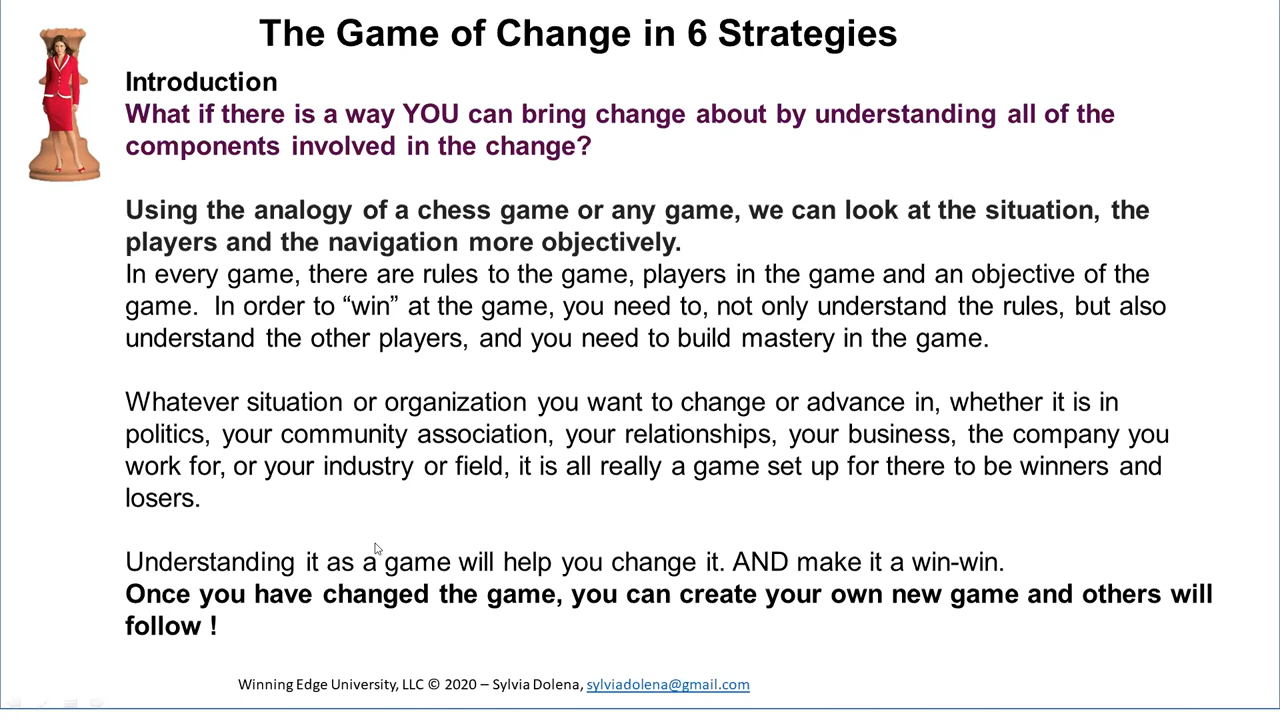 The Game of Change in 6 Strategies
Introduction
What if there is a way YOU can bring change about by understanding all of the
components involved in the change?
Using the analogy of a chess game or any game, we can look at the situation, the
players and the navigation more objectively.
In every game, there are rules to the game, players in the game and an objective of the
game.  In order to “win” at the game, you need to, not only understand the rules, but also
understand the other players, and you need to build mastery in the game.
Whatever situation or organization you want to change or advance in, whether it is in
politics, your community association, your relationships, your business, the company you
work for, or your industry or field, it is all really a game set up for there to be winners and
losers.
Understanding it as a game will help you change it. AND make it a win-win.
Once you have changed the game, you can create your own new game and others will
follow !
Winning Edge University, LLC © 2020 – Sylvia Dolena, sylviadolena@gmail.com